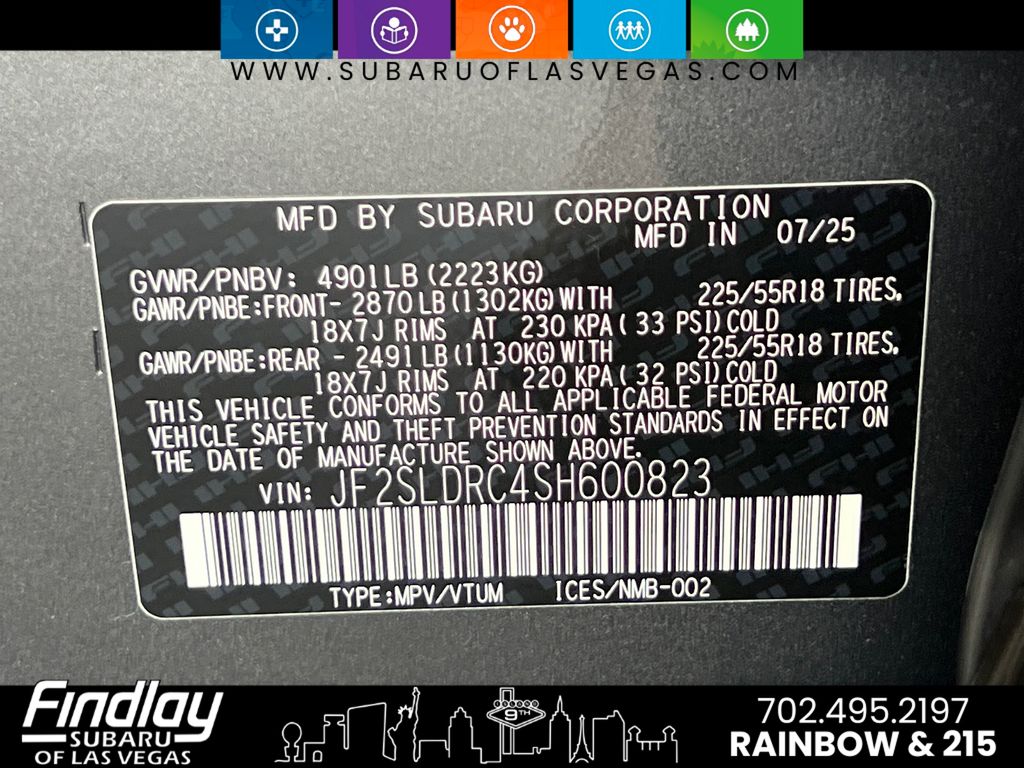 WWW.SUBARUOFLASVEGAS.COM
MFD BY SUBARU CORPORATION
MFD IN 07/25
GVWR/PNBV: 4901LB (2223KG)
GAWR/PNBE:FRONT- 2870 LB (1302KG) WITH 225/55R18 TIRES,
18X7J RIMS AT 230 KPA ( 33 PSI) COLD
GAWR/PNBE:REAR - 2491 LB (1130KG) WITH 225/55R18 TIRES,
18X7J RIMS AT 220 KPA ( 32 PSI) COLD
THIS VEHICLE CONFORMS TO ALL APPLICABLE FEDERAL MOTOR
VEHICLE SAFETY AND THEFT PREVENTION STANDARDS IN EFFECT ON
THE DATE OF MANUFACTURE SHOWN ABOVE.
VIN: JF2SLDRC4SH600823
TYPE:MPV/VTUM ICES/NMB-002
Findlay
SUBARU
OF LAS VEGAS
9TH
702.495.2197
RAINBOW & 215